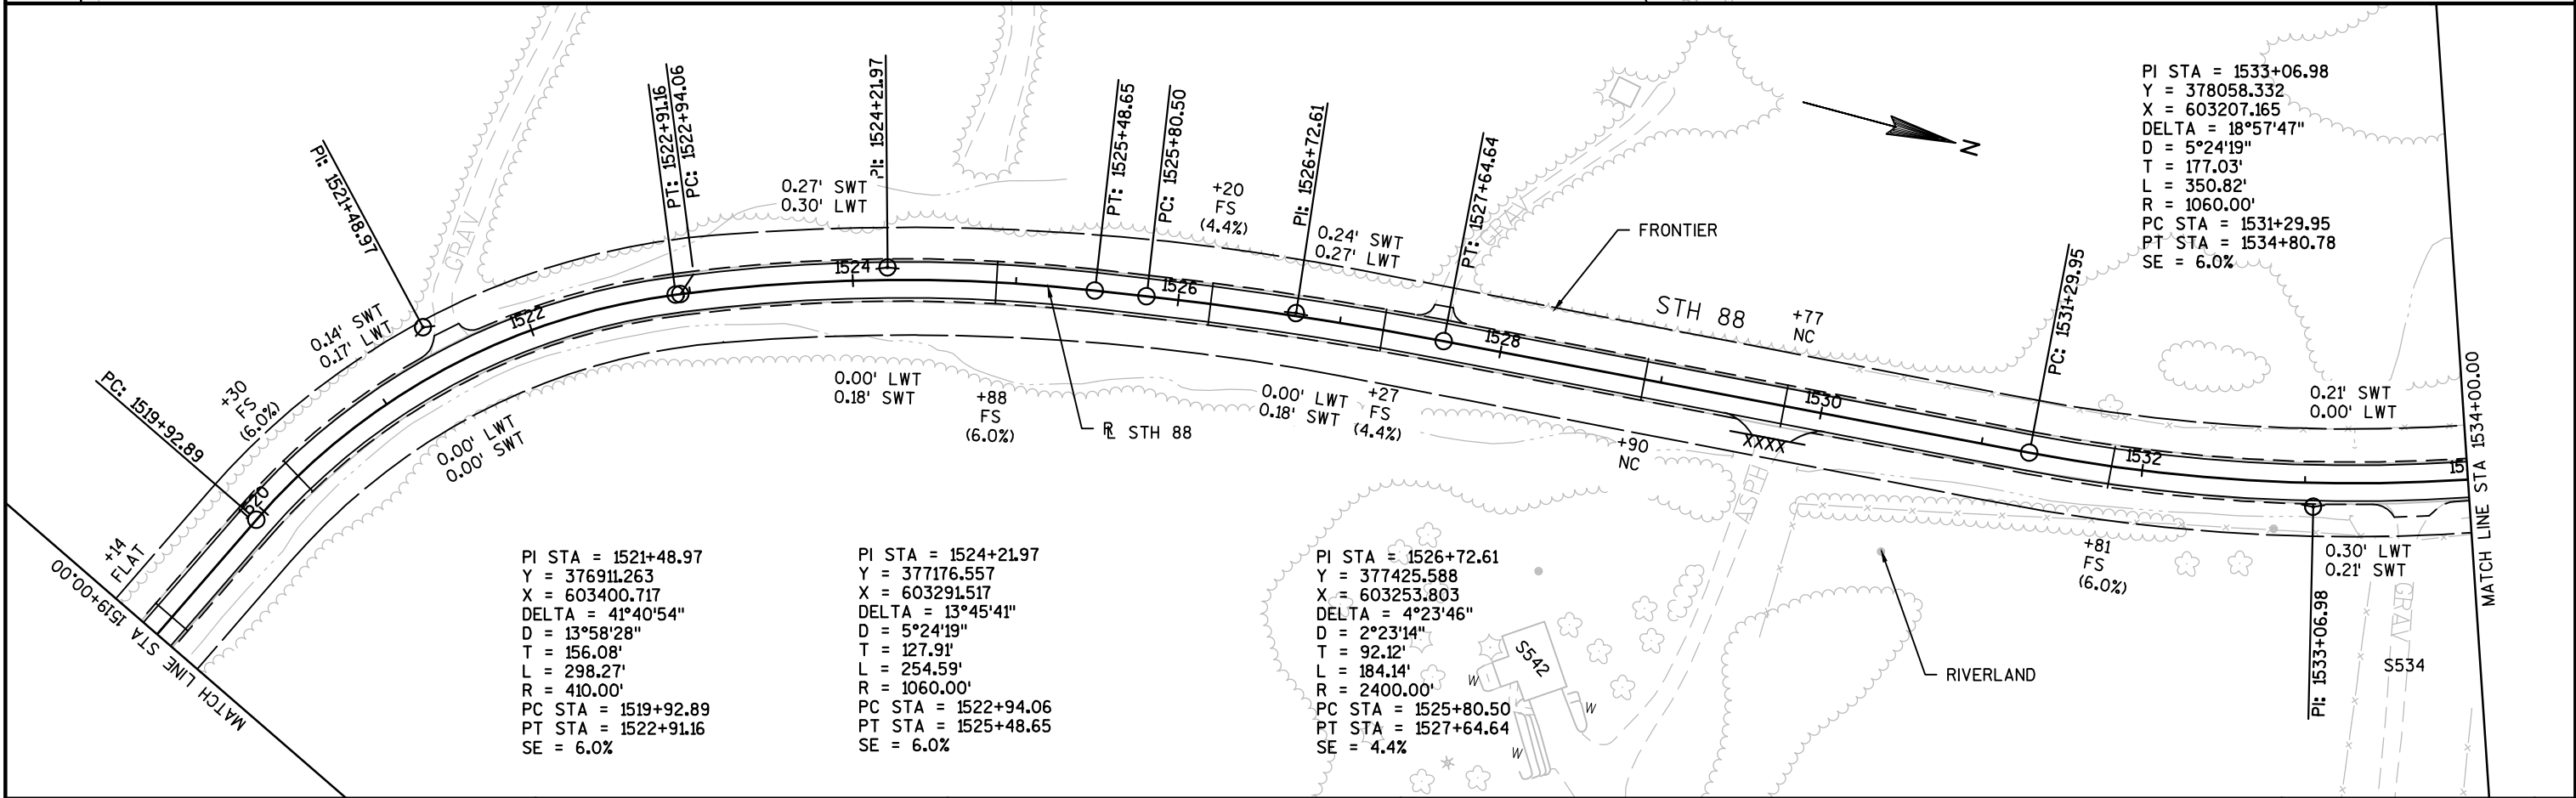 PI: 1521+48.97
PT: 1522+91.16
PC: 1522+94.06
PI: 1524+21.97
PT: 1525+48.65
PC: 1525+80.50
PI: 1526+72.61
PT: 1527+64.64
PC: 1531+29.95
PI: 1533+06.98
PC: 1519+92.89
PI STA = 1533+06.98
Y = 378058.332
X = 603207.165
DELTA = 18°57'47"
D = 5°24'19"
T = 177.03'
L = 350.82'
R = 1060.00'
PC STA = 1531+29.95
PT STA = 1534+80.78
SE = 6.0%
N
GRAV
GRAV
0.27' SWT
0.30' LWT
+20
FS
(4.4%)
0.24' SWT
0.27' LWT
FRONTIER
STH 88
+77
NC
0.14' SWT
0.17' LWT
+30
FS
(6.0%)
+14
FLAT
1520
1522
1524
1526
1528
1530
1532
15
0.00' LWT
0.00' SWT
0.00' LWT
0.18' SWT
+88
FS
(6.0%)
RL STH 88
0.00' LWT
0.18' SWT
+27
FS
(4.4%)
+90
NC
XXXX
ASPH
0.21' SWT
0.00' LWT
+81
FS
(6.0%)
0.30' LWT
0.21' SWT
GRAV
S534
S542
W
W
W
RIVERLAND
MATCH LINE STA 1519+00.00
MATCH LINE STA 1534+00.00
PI STA = 1521+48.97
Y = 376911.263
X = 603400.717
DELTA = 41°40'54"
D = 13°58'28"
T = 156.08'
L = 298.27'
R = 410.00'
PC STA = 1519+92.89
PT STA = 1522+91.16
SE = 6.0%
PI STA = 1524+21.97
Y = 377176.557
X = 603291.517
DELTA = 13°45'41"
D = 5°24'19"
T = 127.91'
L = 254.59'
R = 1060.00'
PC STA = 1522+94.06
PT STA = 1525+48.65
SE = 6.0%
PI STA = 1526+72.61
Y = 377425.588
X = 603253.803
DELTA = 4°23'46"
D = 2°23'14"
T = 92.12'
L = 184.14'
R = 2400.00'
PC STA = 1525+80.50
PT STA = 1527+64.64
SE = 4.4%